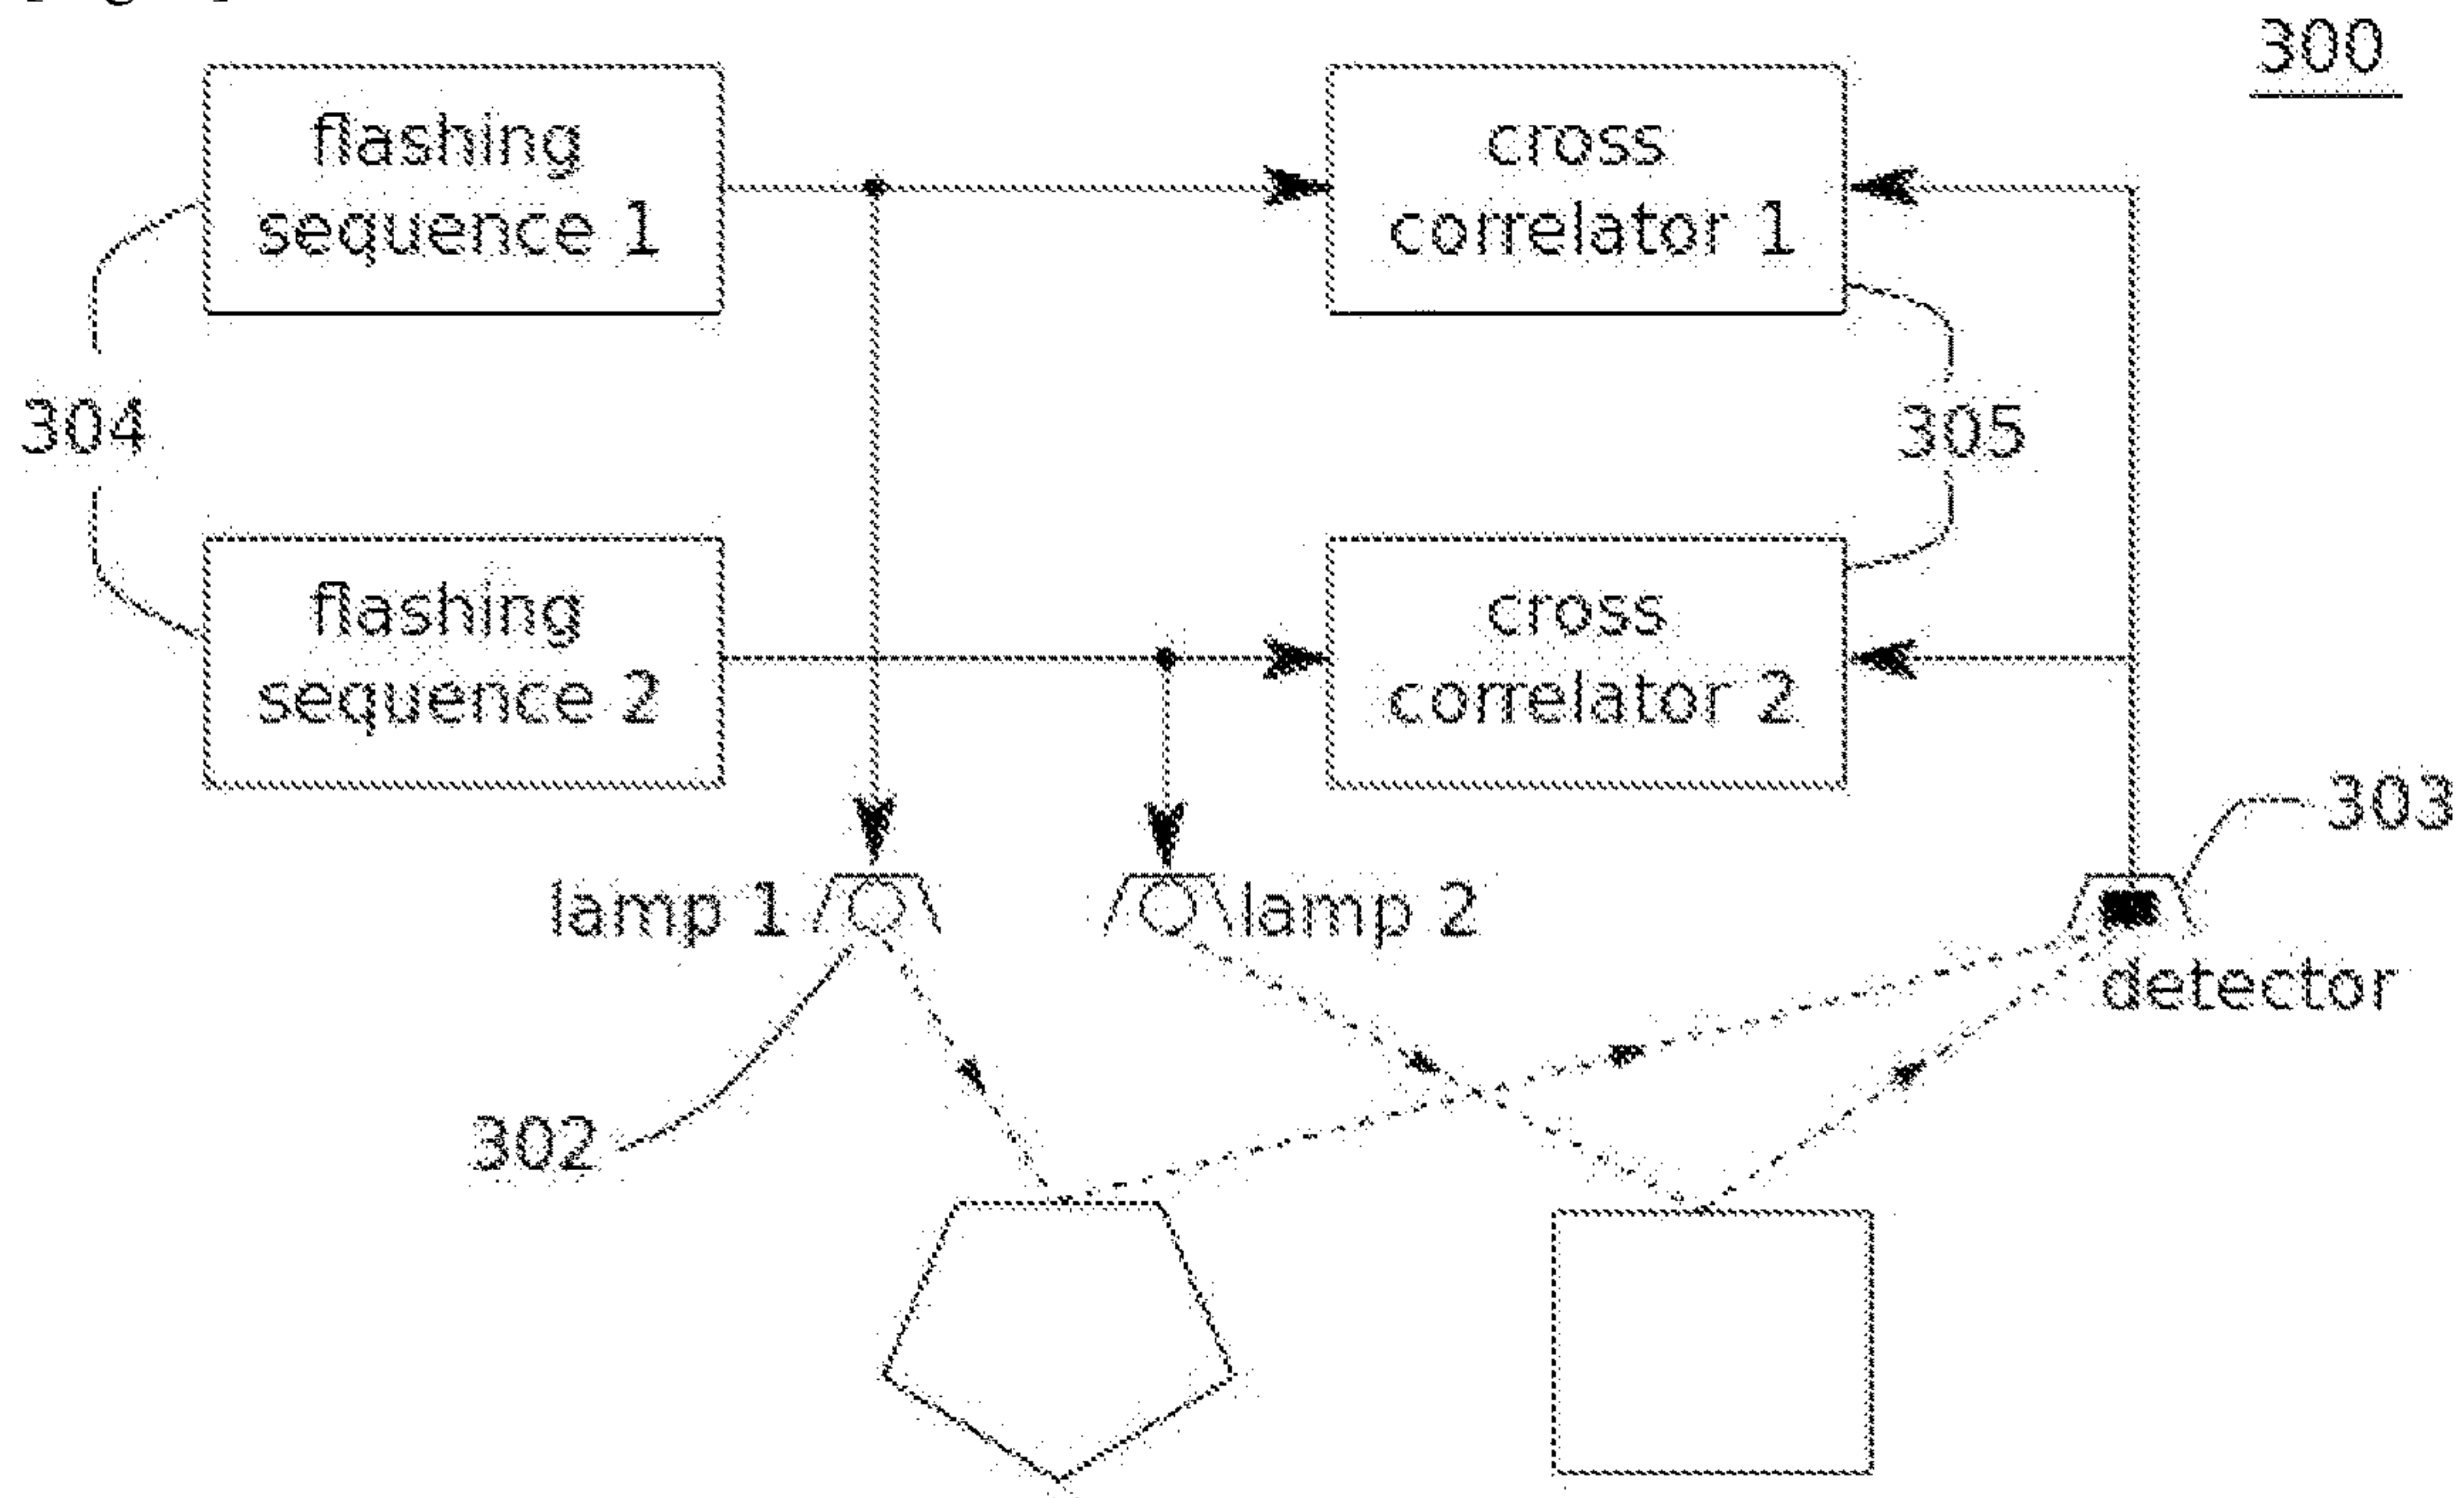 300
flashing
sequence 1
cross
correlator 1
304
305
flashing
sequence 2
cross
correlator 2
303
lamp 1
lamp 2
detector
302